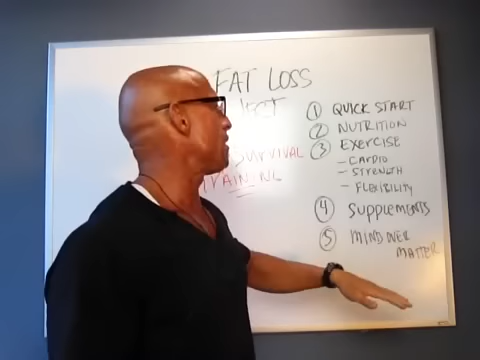 FAT LOSS
① QUICK START
② NUTRITION
③ EXERCISE
- CARDIO
- STRENGTH
- FLEXIBILITY
SURVIVAL
TRAINING
④ SUPPLEMENTS
⑤ MIND OVER
MATTER